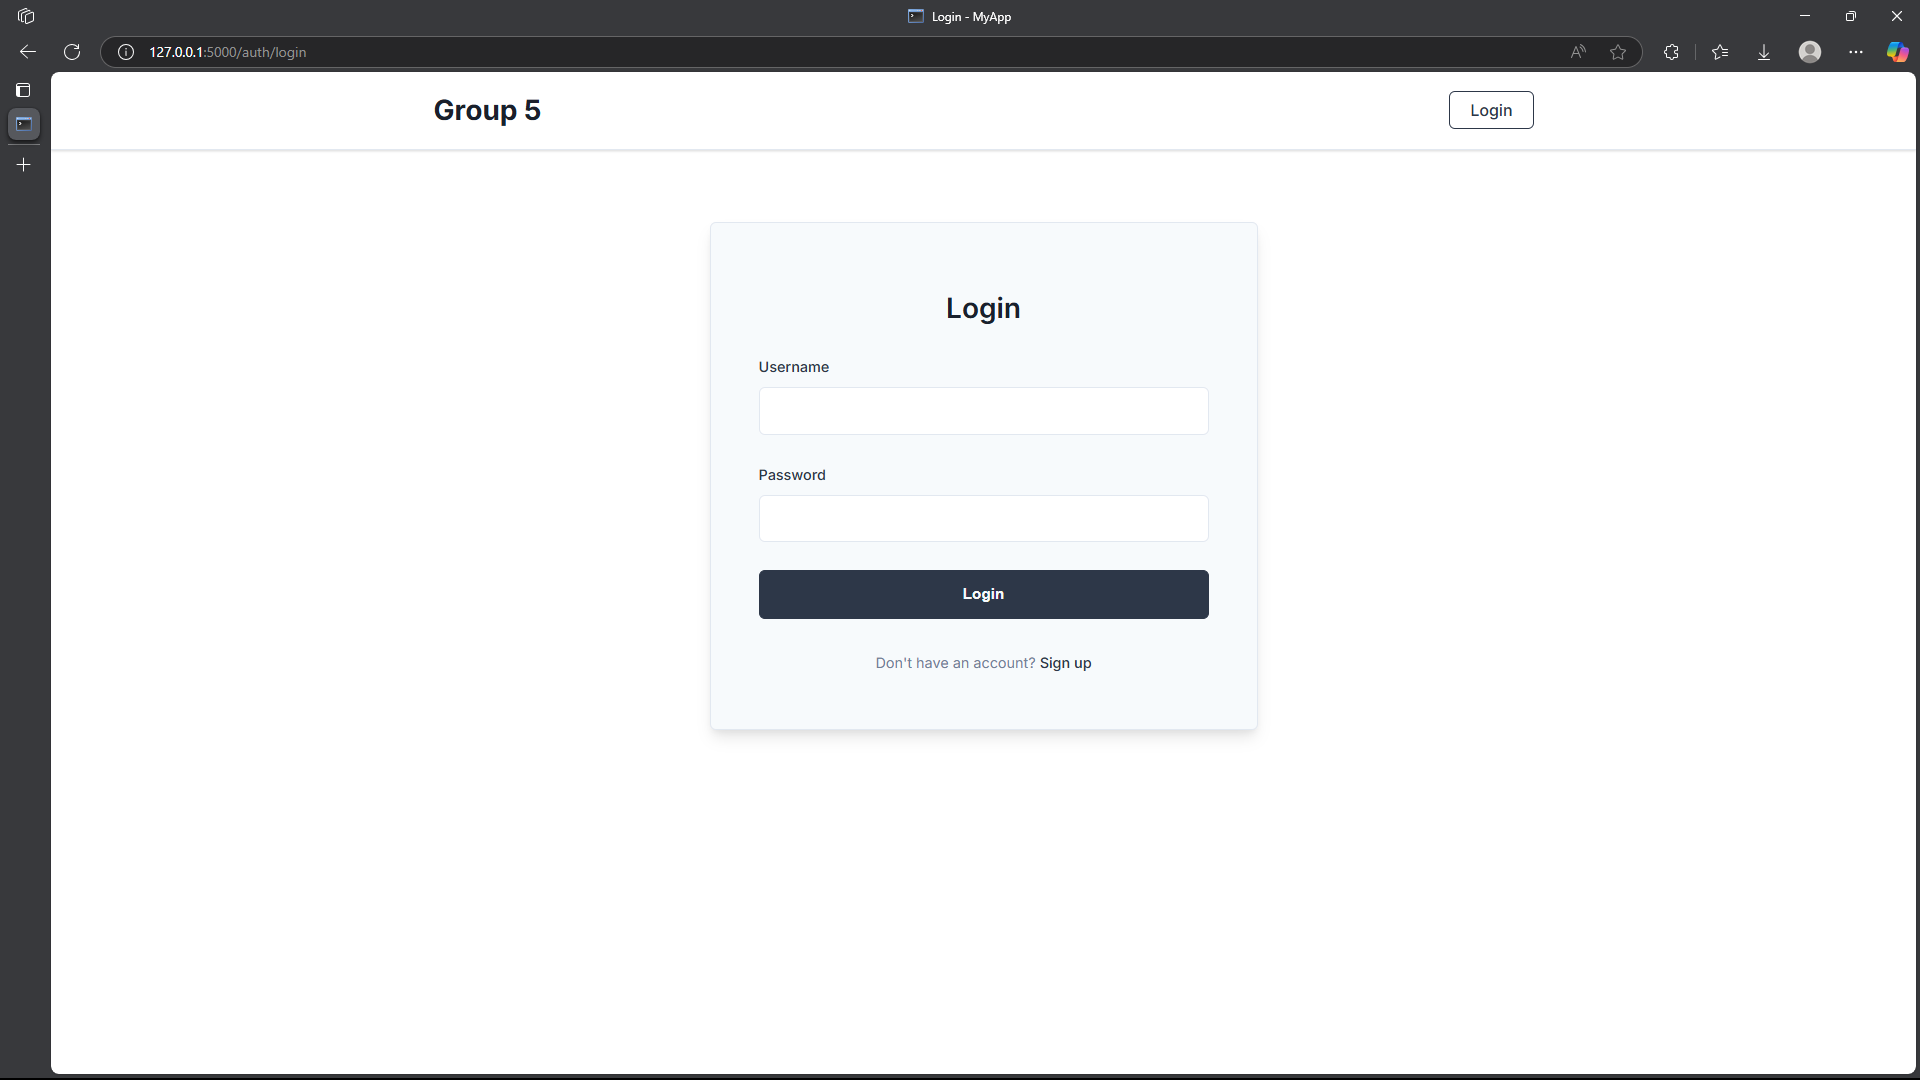 Login - MyApp
127.0.0.1:5000/auth/login
Group 5
Login
Login
Username
Password
Login
Don't have an account? Sign up